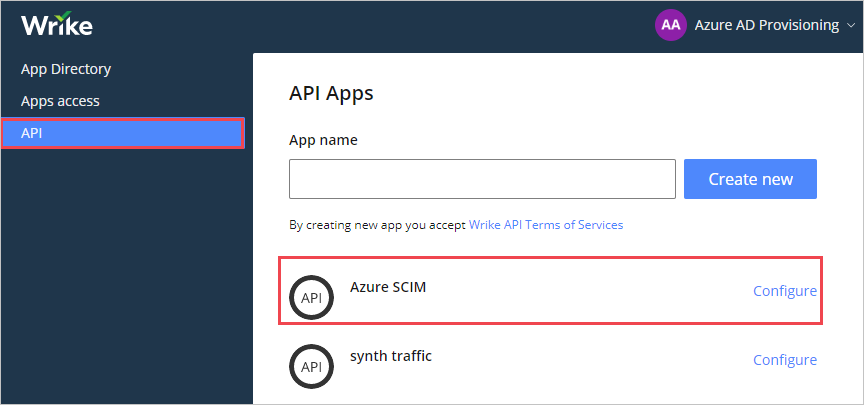 Wrike
AA Azure AD Provisioning
App Directory
Apps access
API
API Apps
App name
Create new
By creating new app you accept Wrike API Terms of Services
API Azure SCIM Configure
API synth traffic Configure